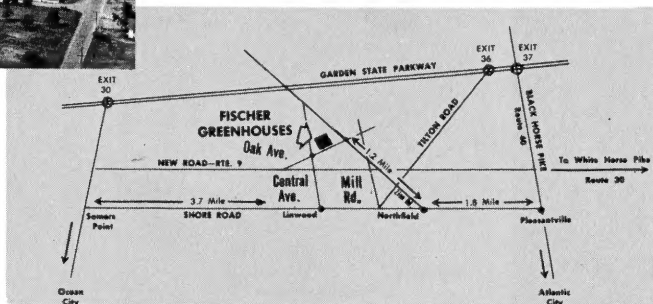 EXIT
30
GARDEN STATE PARKWAY
EXIT
36
EXIT
37
FISCHER
GREENHOUSES
Oak Ave.
1.2 Mile
TILTON ROAD
BLACK HORSE PIKE
Route 40
NEW ROAD—RTE. 9
To White Horse Pike
Route 30
Central
Ave.
Mill
Rd.
3.7 Mile
SHORE ROAD
1.8 Mile
Somers
Point
Linwood
Northfield
Pleasantville
Ocean
City
Atlantic
City